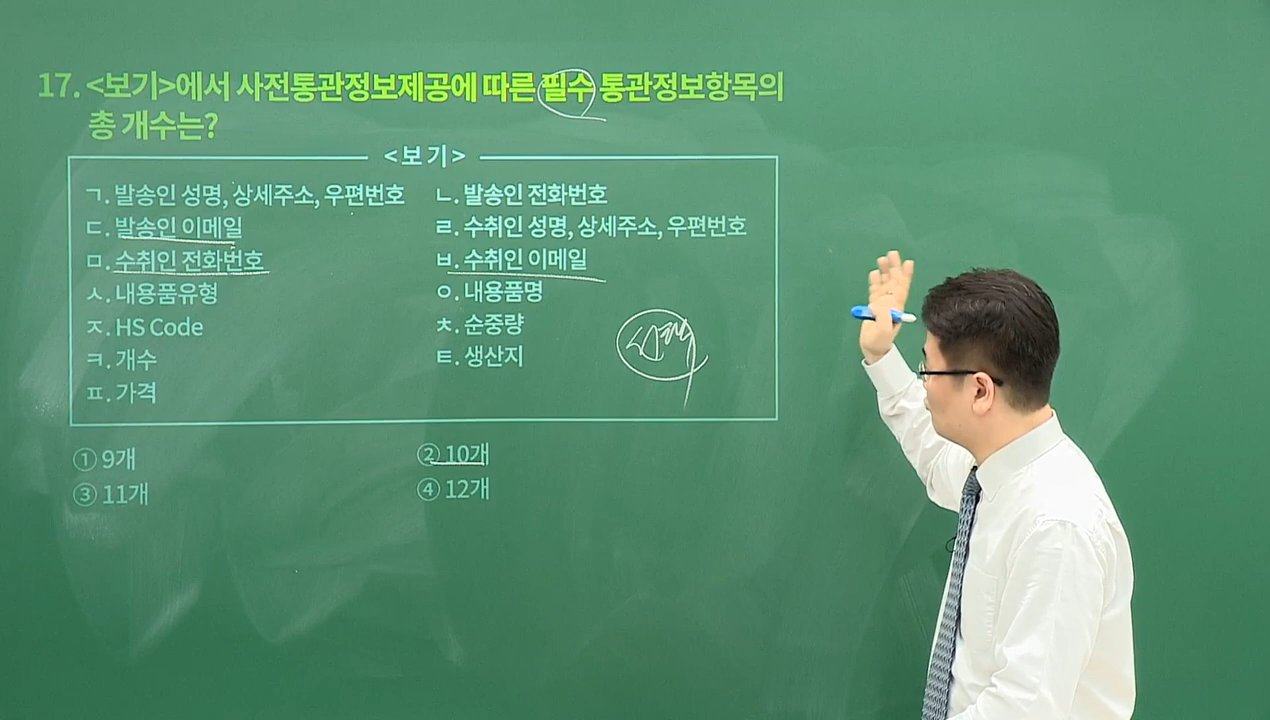 17. <보기>에서 사전통관정보제공에 따른 필수 통관정보항목의
총 개수는?
<보기>
ㄱ. 발송인 성명, 상세주소, 우편번호 ㄴ. 발송인 전화번호
ㄷ. 발송인 이메일 ㄹ. 수취인 성명, 상세주소, 우편번호
ㅁ. 수취인 전화번호 ㅂ. 수취인 이메일
ㅅ. 내용품유형 ㅇ. 내용품명
ㅈ. HS Code ㅊ. 순중량
ㅋ. 개수 ㅌ. 생산지
선택
ㅍ. 가격
① 9개 ② 10개
③ 11개 ④ 12개